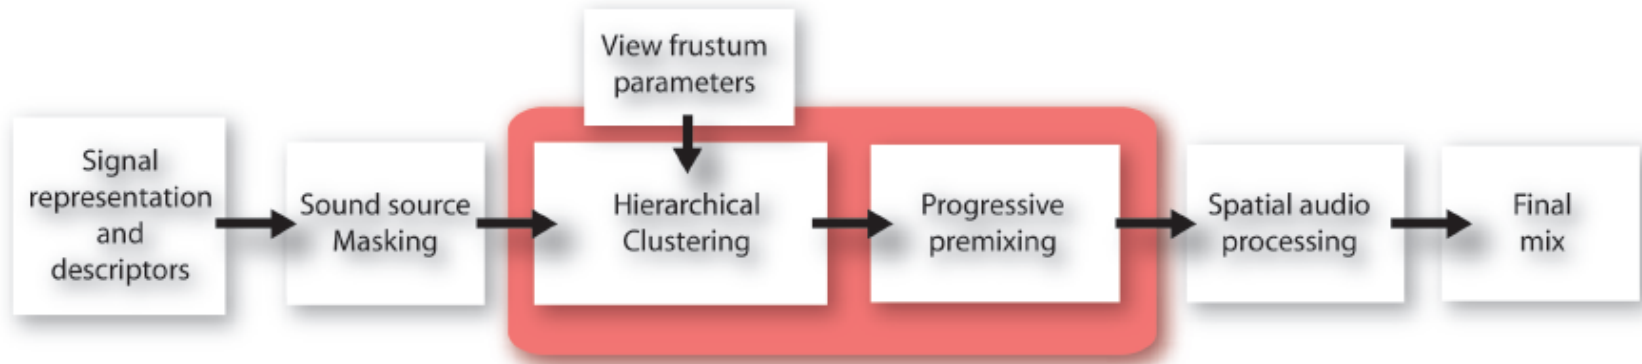 View frustum
parameters
Signal
representation
and
descriptors
Sound source
Masking
Hierarchical
Clustering
Progressive
premixing
Spatial audio
processing
Final
mix